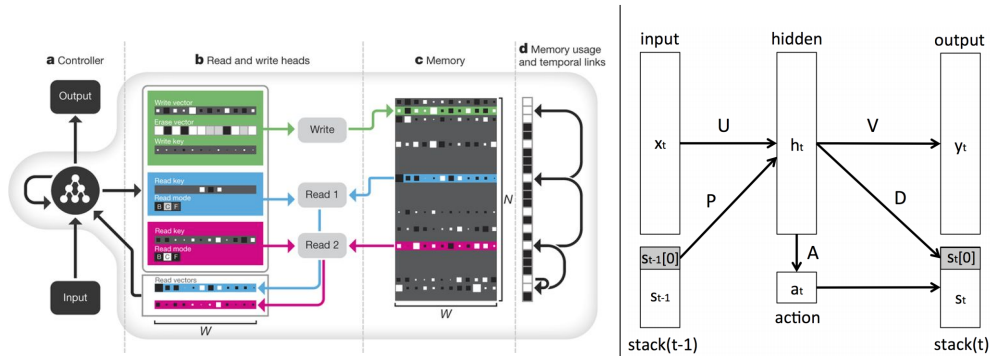 a Controller
b Read and write heads
c Memory
d Memory usage
and temporal links
Output
Input
Write vector
Erase vector
Write key
Write
Read key
Read mode
B G F
Read 1
Read key
Read mode
B G F
Read 2
Read vectors
W
N
W
input
hidden
output
xt
U
ht
V
yt
P
D
st-1[0]
A
st[0]
st-1
at
st
action
stack(t-1)
stack(t)